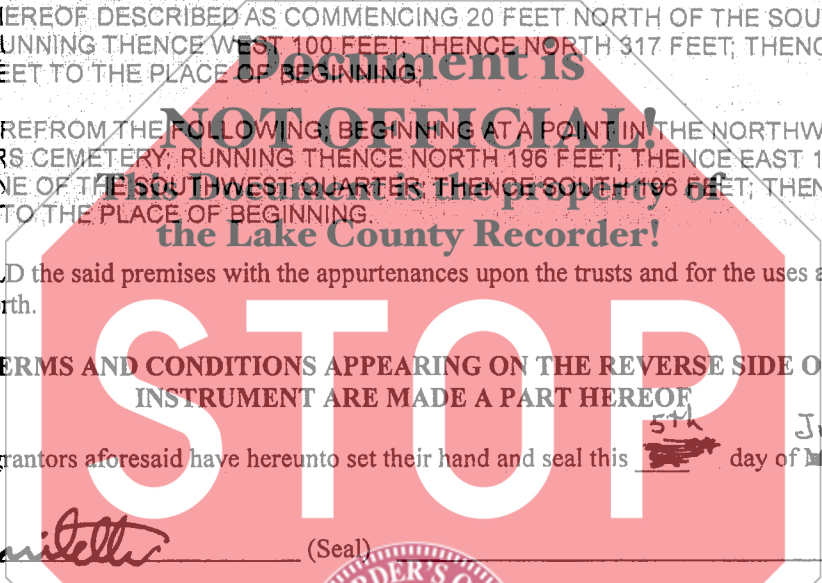 HEREOF DESCRIBED AS COMMENCING 20 FEET NORTH OF THE SOU
UNNING THENCE WEST 100 FEET; THENCE NORTH 317 FEET; THENC
EET TO THE PLACE OF BEGINNING;
Document is
NOT OFFICIAL!
REFROM THE FOLLOWING; BEGINNING AT A POINT IN THE NORTHW
RS CEMETERY; RUNNING THENCE NORTH 196 FEET; THENCE EAST 1
NE OF THE SOUTHWEST QUARTER; THENCE SOUTH 196 FEET; THEN
This Document is the property of
TO THE PLACE OF BEGINNING.
the Lake County Recorder!
LD the said premises with the appurtenances upon the trusts and for the uses a
rth.
STOP
ERMS AND CONDITIONS APPEARING ON THE REVERSE SIDE O
INSTRUMENT ARE MADE A PART HEREOF
5th
rantors aforesaid have hereunto set their hand and seal this day of
(Seal)
RDER'S O